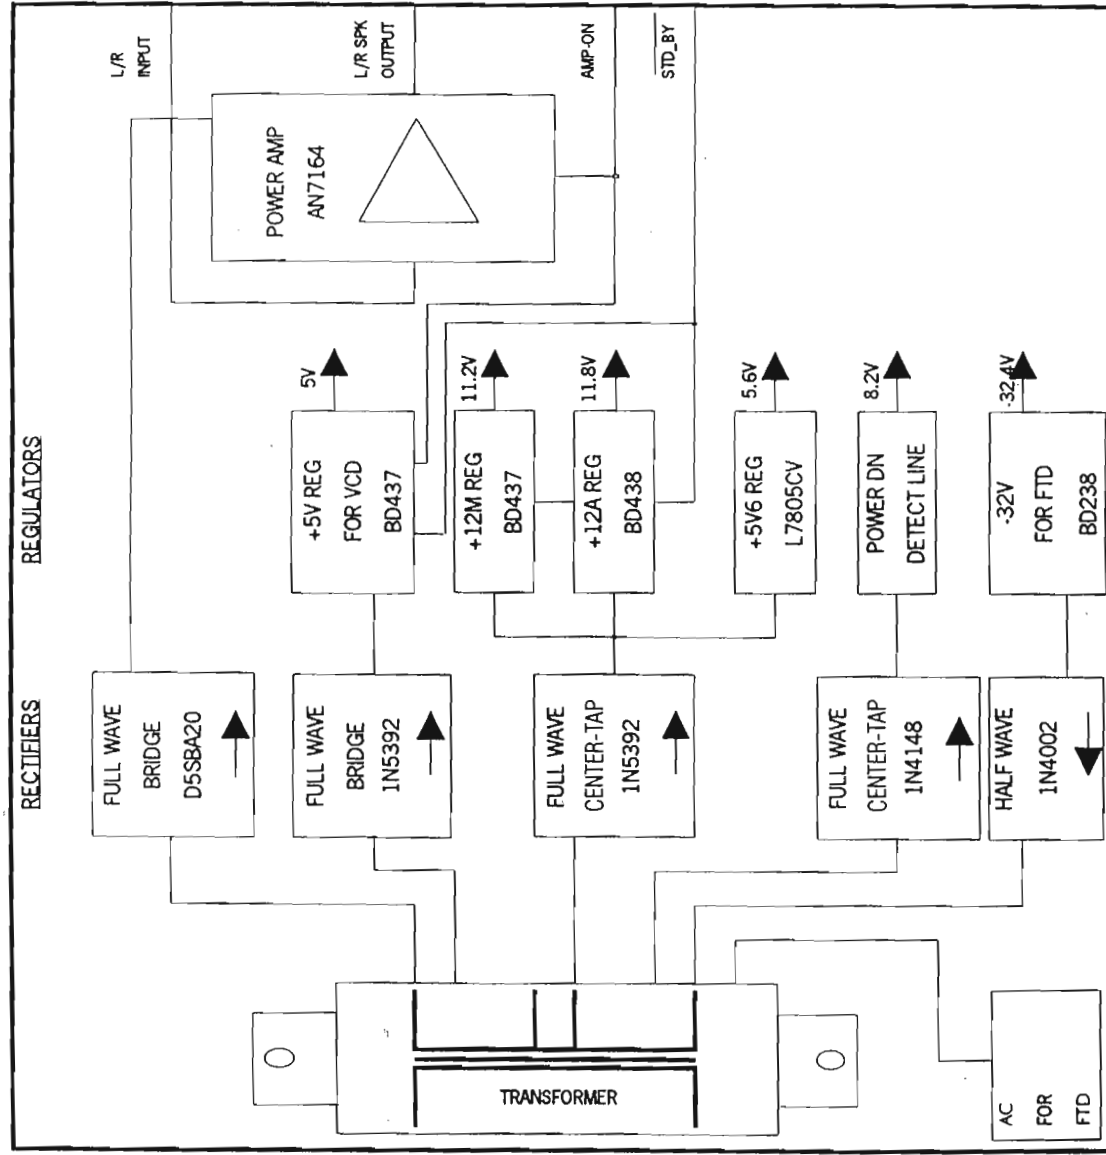 REGULATORS
RECTIFIERS
L/R
INPUT
L/R SPK
OUTPUT
AMP-ON
STD_BY
POWER AMP
AN7164
5V
11.2V
11.8V
5.6V
8.2V
-32.4V
+5V REG
FOR VCD
BD437
+12M REG
BD437
+12A REG
BD438
+5V6 REG
L7805CV
POWER DN
DETECT LINE
-32V
FOR FTD
BD238
FULL WAVE
BRIDGE
D5SBA20
FULL WAVE
BRIDGE
1N5392
FULL WAVE
CENTER-TAP
1N5392
FULL WAVE
CENTER-TAP
1N4148
HALF WAVE
1N4002
TRANSFORMER
AC
FOR
FTD